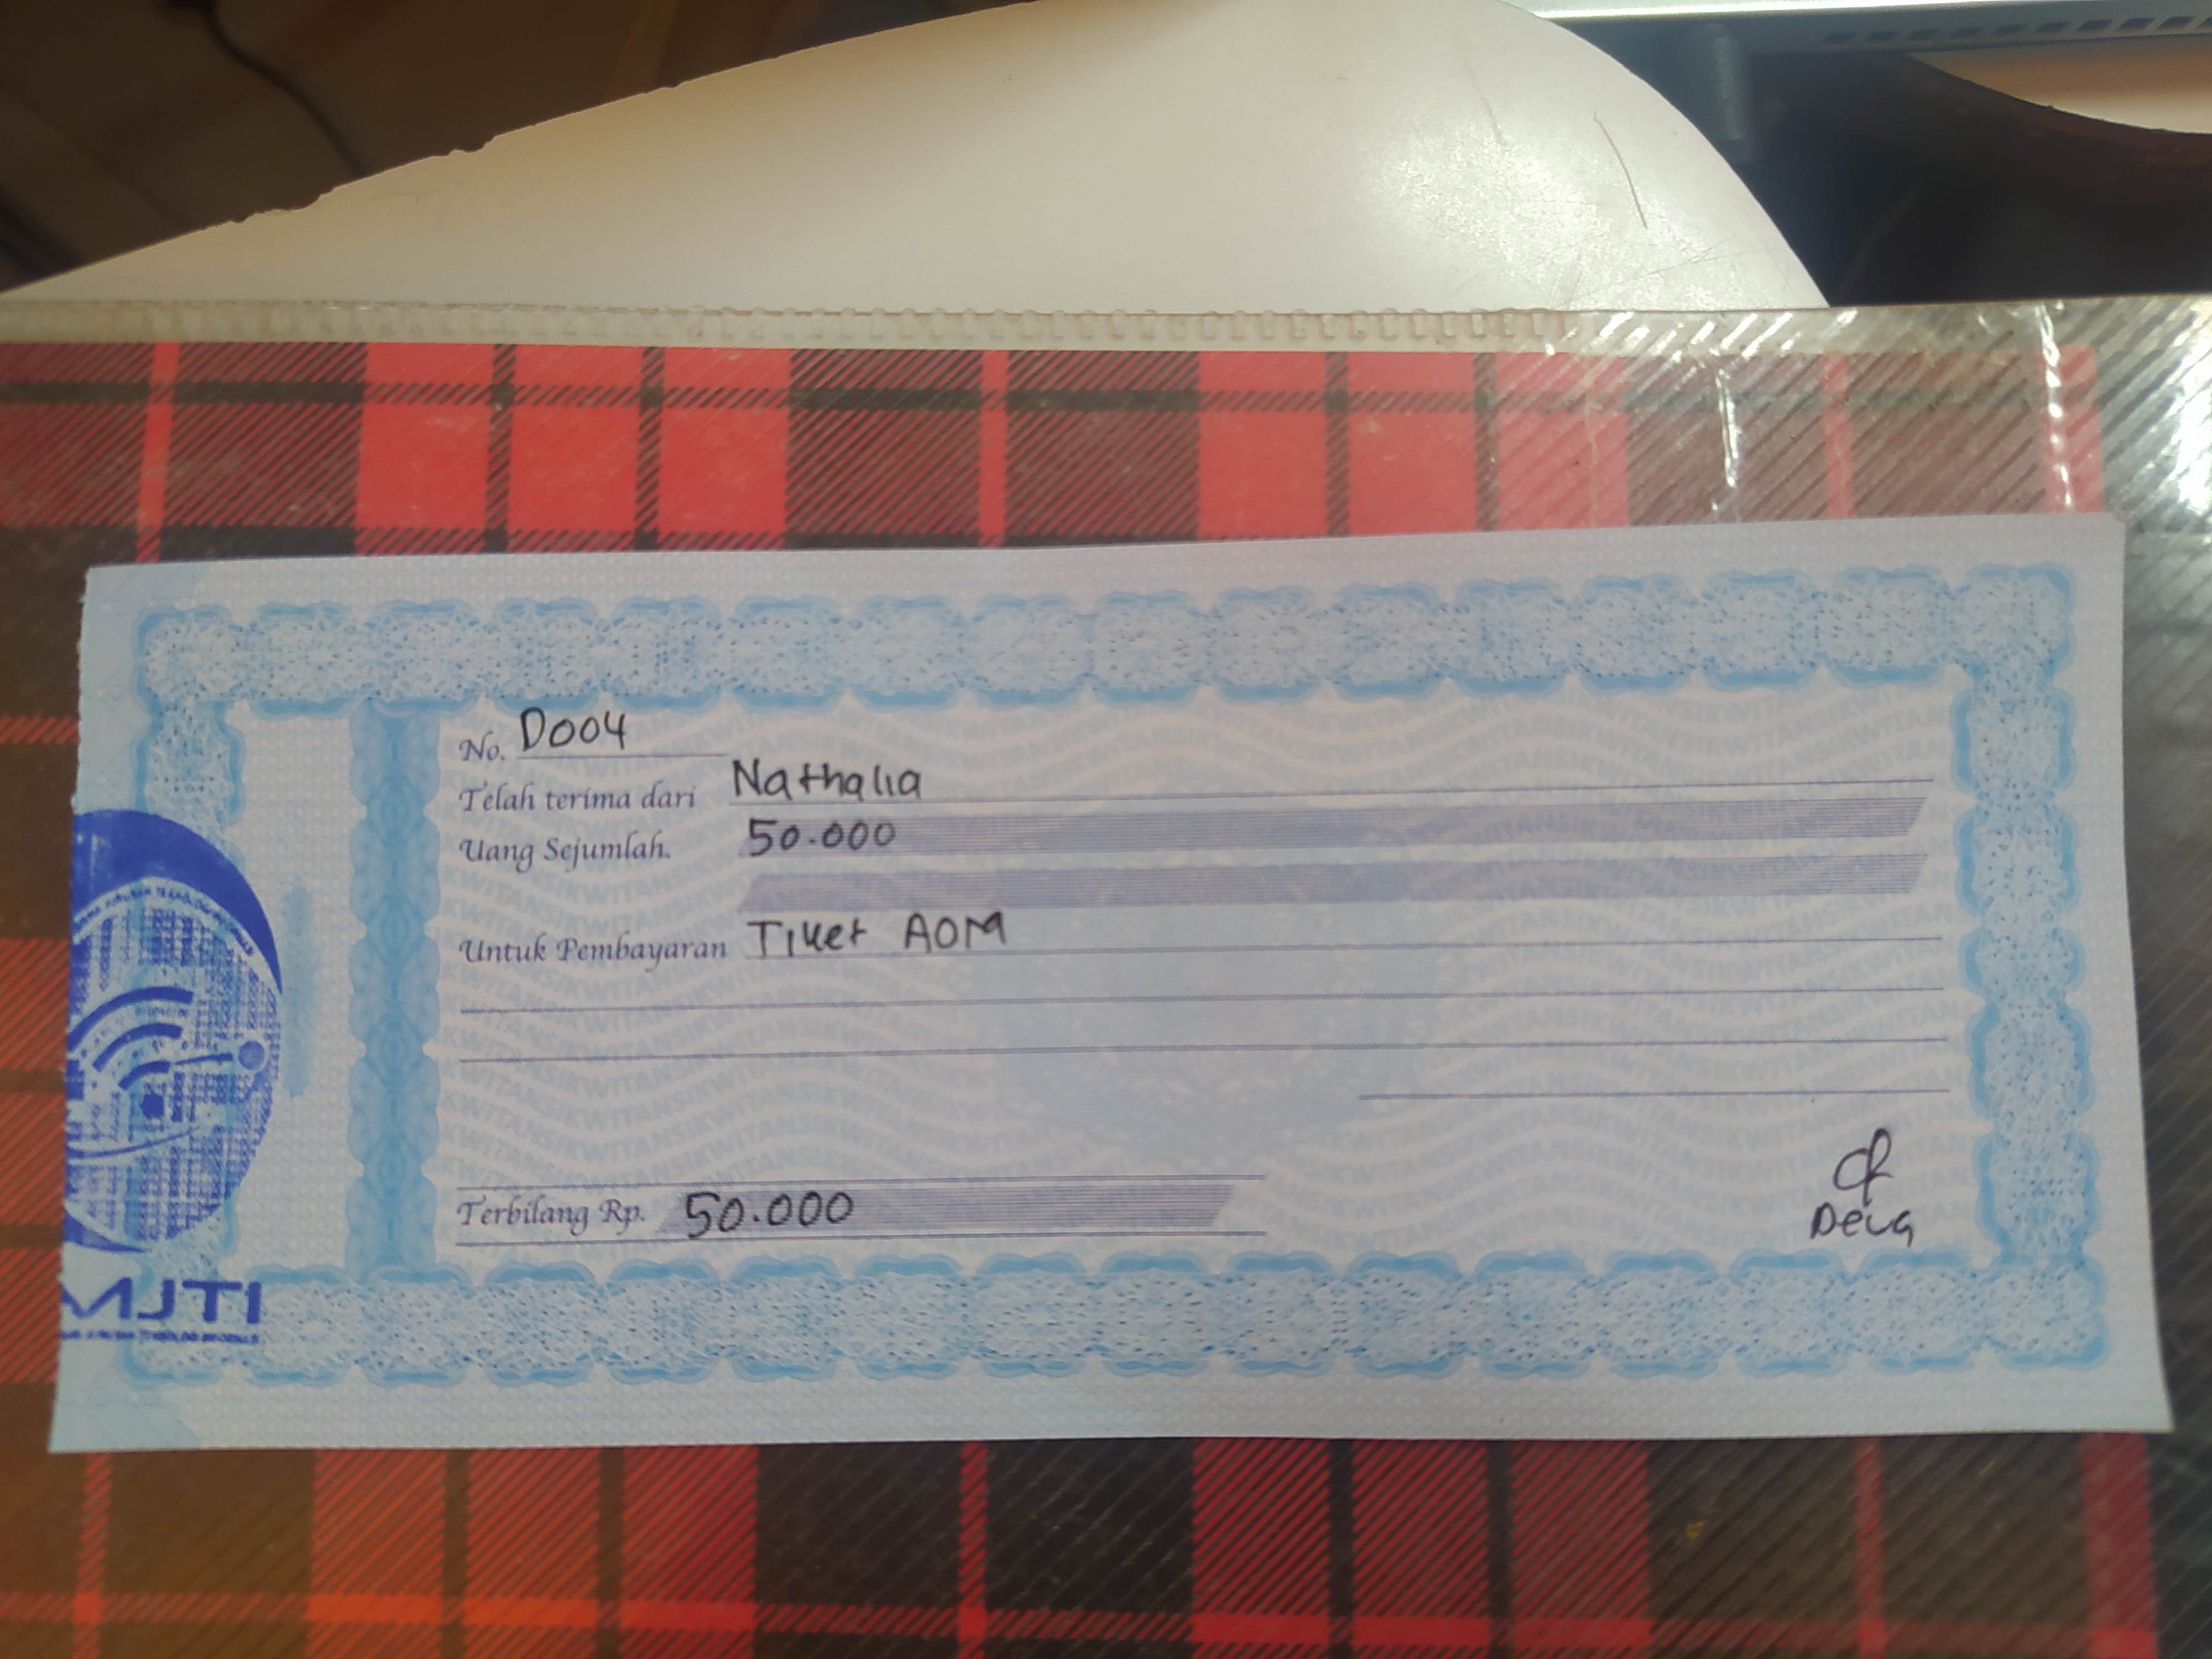 MJTI
No. D004
Telah terima dari Nathalia
Uang Sejumlah. 50.000
Untuk Pembayaran Tiket AOM
Terbilang Rp. 50.000
Deia